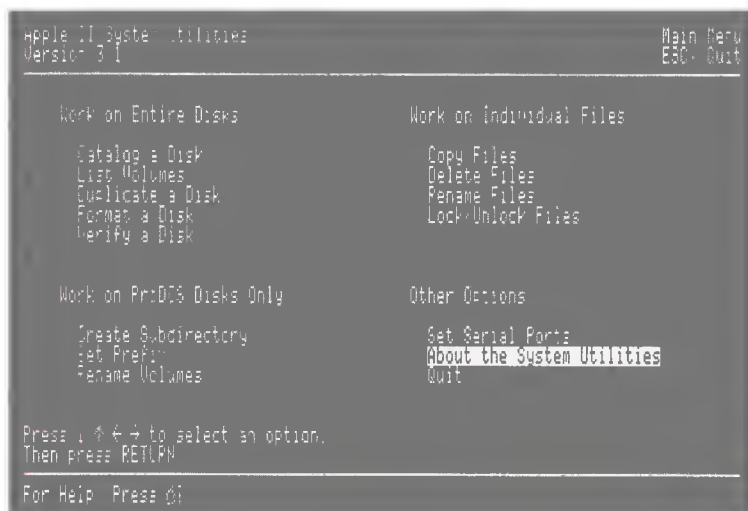 Apple II System Utilities
Version 3.1
Main Menu
ESC: Quit
Work on Entire Disks
Catalog a Disk
List Volumes
Duplicate a Disk
Format a Disk
Verify a Disk
Work on Individual Files
Copy Files
Delete Files
Rename Files
Lock/Unlock Files
Work on ProDOS Disks Only
Create Subdirectory
Set Prefix
Rename Volumes
Other Options
Set Serial Ports
About the System Utilities
Quit
Press ↓ ↑ ← → to select an option.
Then press RETURN
For Help: Press